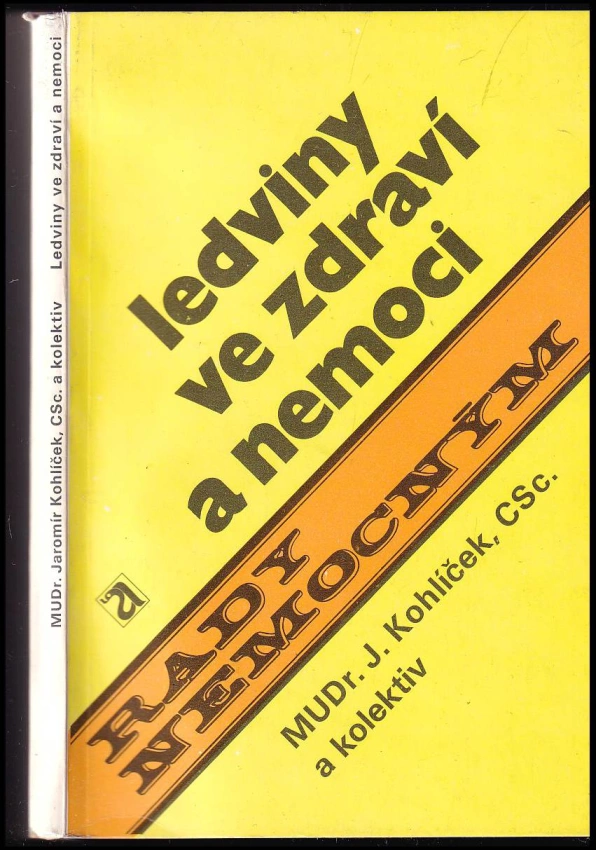 MUDr. Jaromír Kohlíček, CSc. a kolektiv Ledviny ve zdraví a nemoci
ledviny
ve zdraví
a nemoci
RADY
NEMOCNÝM
MUDr. J. Kohlíček, CSc.
a kolektiv